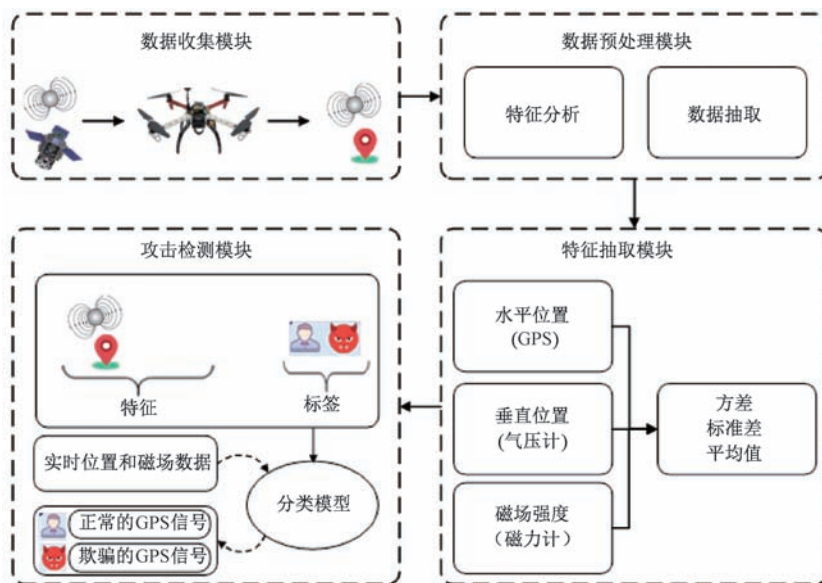 数据收集模块
数据预处理模块
特征分析
数据抽取
攻击检测模块
特征
标签
实时位置和磁场数据
分类模型
正常的GPS信号
欺骗的GPS信号
特征抽取模块
水平位置
(GPS)
垂直位置
(气压计)
磁场强度
（磁力计）
方差
标准差
平均值